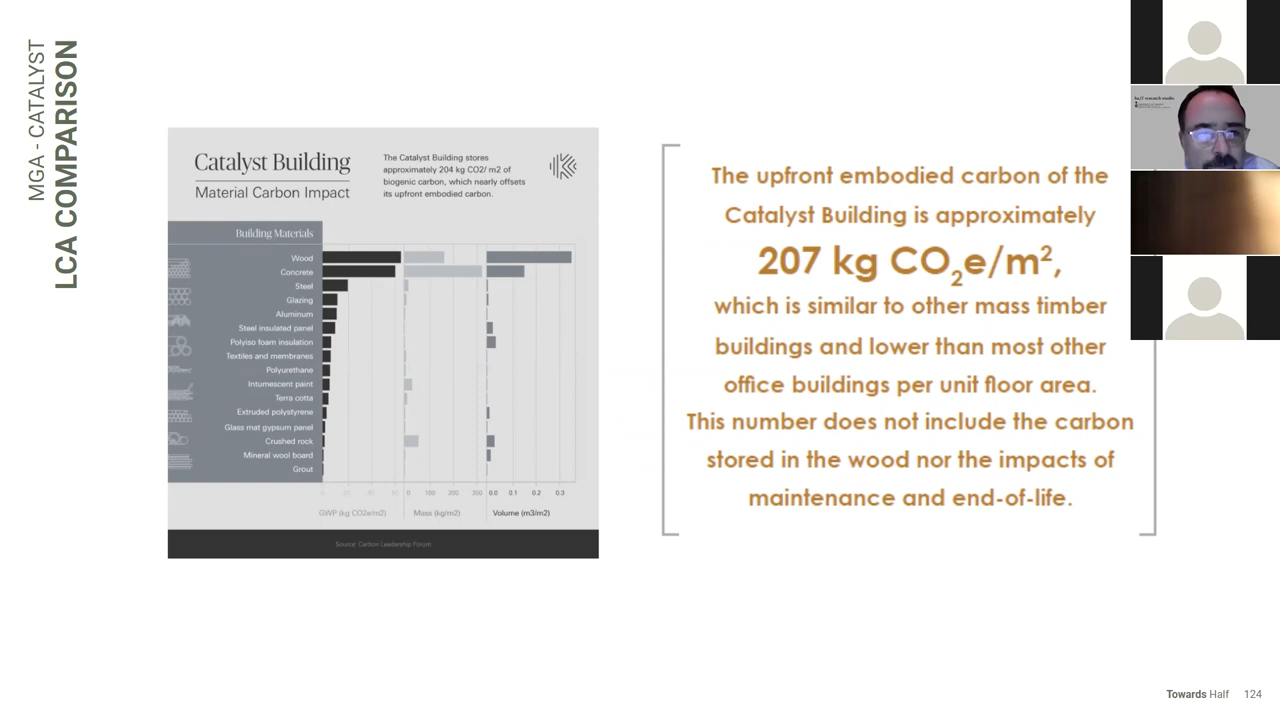 MGA - CATALYST
LCA COMPARISON
Catalyst Building
Material Carbon Impact
The Catalyst Building stores
approximately 204 kg CO2/ m2 of
biogenic carbon, which nearly offsets
its upfront embodied carbon.
Building Materials
Wood
Concrete
Steel
Glazing
Aluminum
Steel insulated panel
Polyiso foam insulation
Textiles and membranes
Polyurethane
Intumescent paint
Terra cotta
Extruded polystyrene
Glass mat gypsum panel
Crushed rock
Mineral wool board
Grout
0 20 40 60 0 100 200 300 0.0 0.1 0.2 0.3
GWP (kg CO2e/m2) Mass (kg/m2) Volume (m3/m2)
Source: Carbon Leadership Forum
The upfront embodied carbon of the
Catalyst Building is approximately
207 kg CO₂e/m²,
which is similar to other mass timber
buildings and lower than most other
office buildings per unit floor area.
This number does not include the carbon
stored in the wood nor the impacts of
maintenance and end-of-life.
Towards Half 124